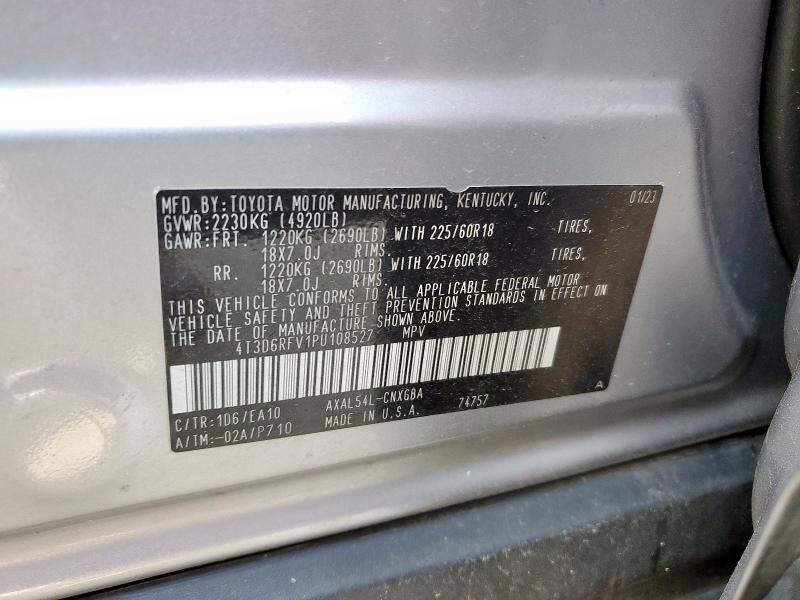 MFD. BY: TOYOTA MOTOR MANUFACTURING, KENTUCKY, INC. 01/23
GVWR: 2230KG (4920LB)
GAWR: FRT. 1220KG (2690LB) WITH 225/60R18 TIRES,
18X7.0J RIMS.
RR. 1220KG (2690LB) WITH 225/60R18 TIRES,
18X7.0J RIMS.
THIS VEHICLE CONFORMS TO ALL APPLICABLE FEDERAL MOTOR
VEHICLE SAFETY AND THEFT PREVENTION STANDARDS IN EFFECT ON
THE DATE OF MANUFACTURE SHOWN ABOVE.
4T3D6RFV1PU108527 MPV
C/TR: 1D6/EA10 AXAL54L-CNXGBA A
A/TM: -02A/P710 MADE IN U.S.A. 74757